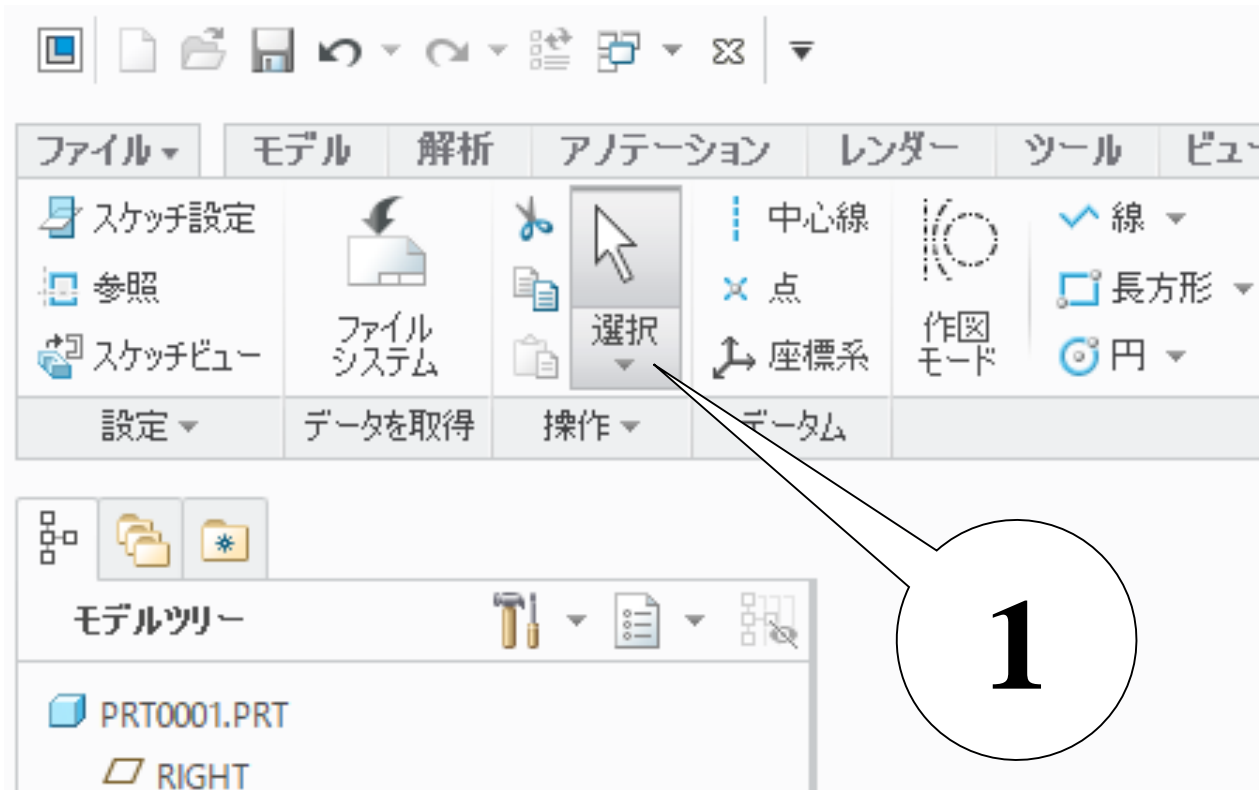 ファイル モデル 解析 アノテーション レンダー ツール
スケッチ設定 中心線 線
参照 点 長方形
ファイル
システム
選択
作図
モード
スケッチビュー 座標系 円
設定 データを取得 操作 データム
モデルツリー
1
PRT0001.PRT
RIGHT